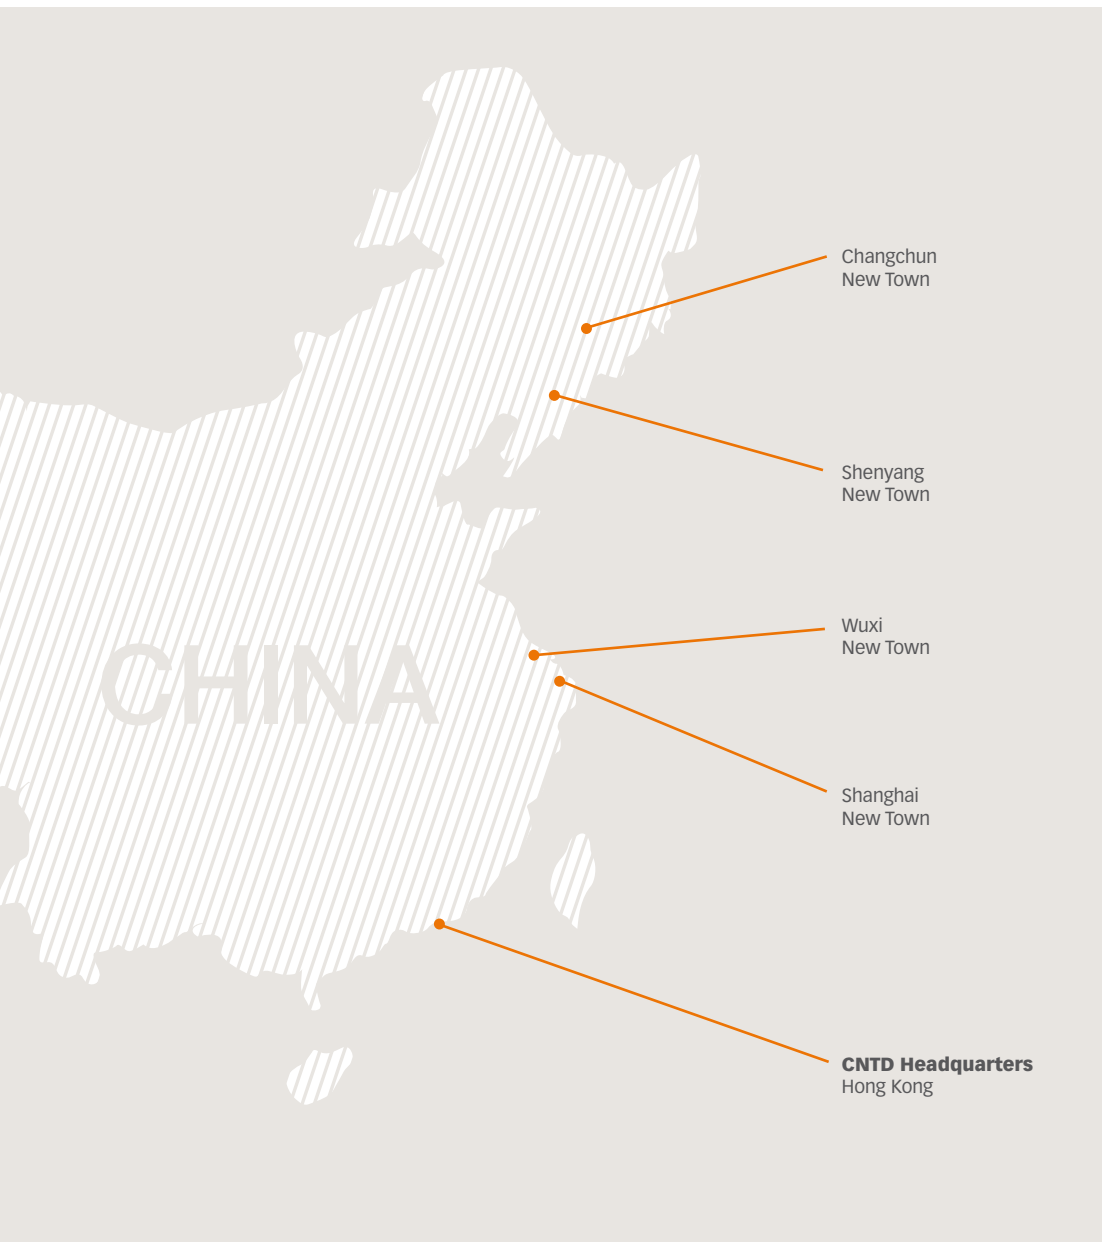 Changchun
New Town
Shenyang
New Town
Wuxi
New Town
CHINA
Shanghai
New Town
CNTD Headquarters
Hong Kong